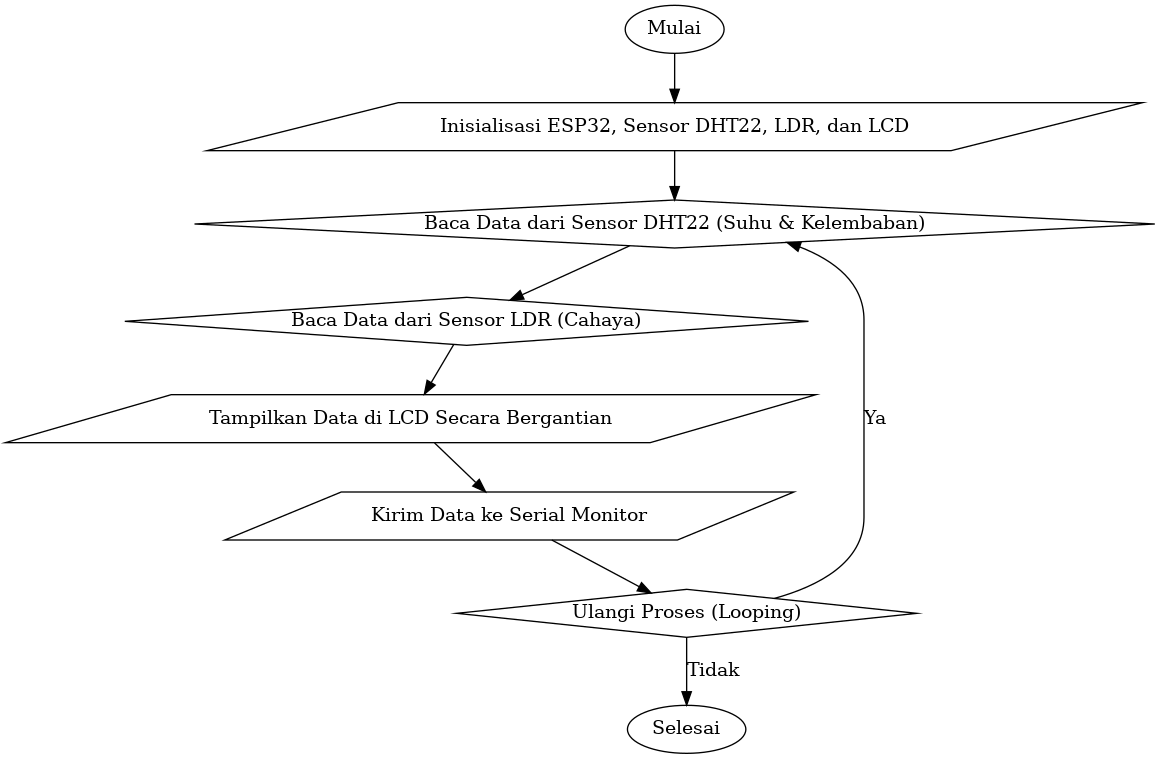 Mulai
Inisialisasi ESP32, Sensor DHT22, LDR, dan LCD
Baca Data dari Sensor DHT22 (Suhu & Kelembaban)
Baca Data dari Sensor LDR (Cahaya)
Tampilkan Data di LCD Secara Bergantian
Ya
Kirim Data ke Serial Monitor
Ulangi Proses (Looping)
Tidak
Selesai